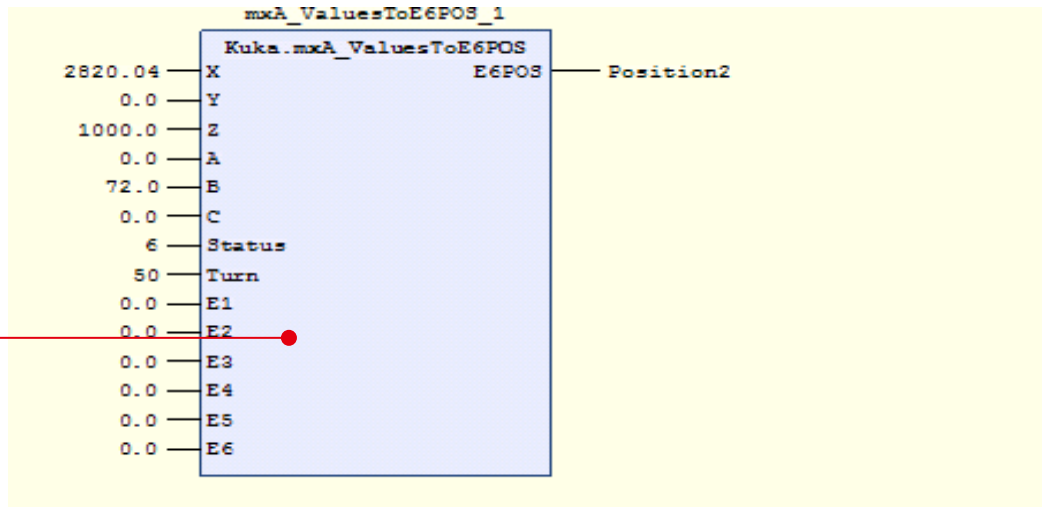 mxA_ValuesToE6POS_1
Kuka.mxA_ValuesToE6POS
2820.04 X E6POS Position2
0.0 Y
1000.0 Z
0.0 A
72.0 B
0.0 C
6 Status
50 Turn
0.0 E1
0.0 E2
0.0 E3
0.0 E4
0.0 E5
0.0 E6